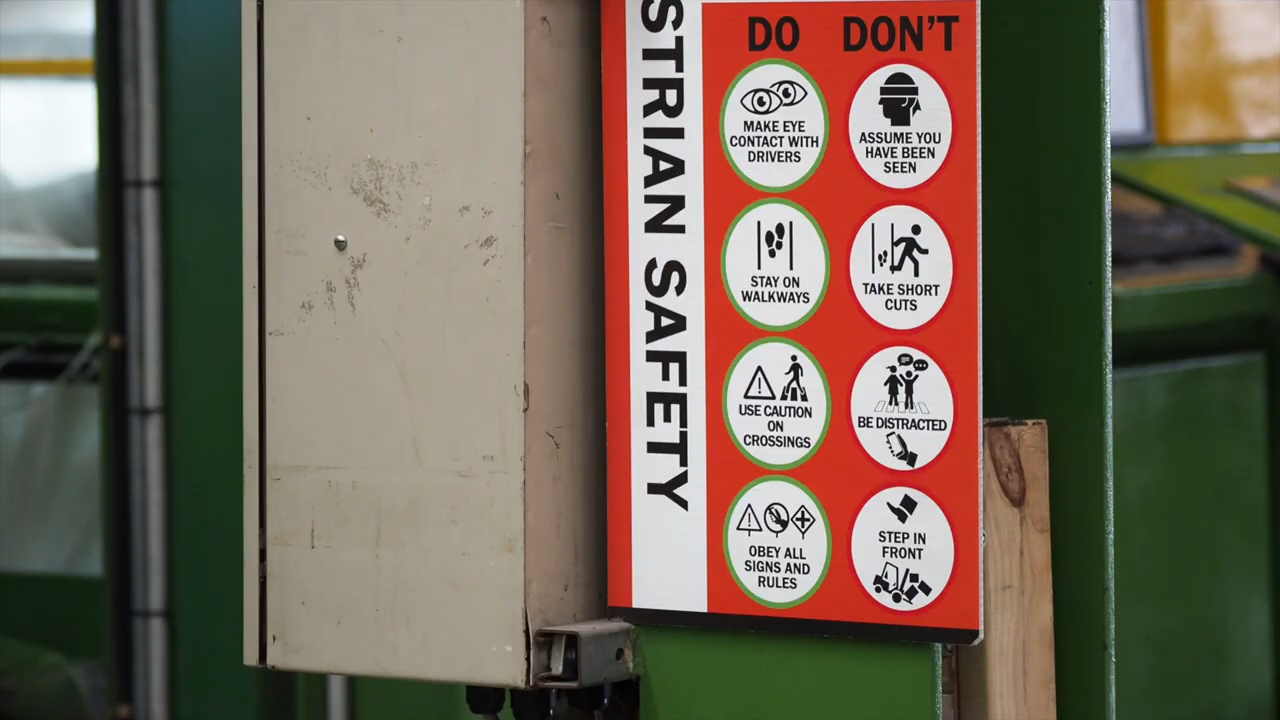 STRIAN SAFETY
DO
MAKE EYE
CONTACT WITH
DRIVERS
STAY ON
WALKWAYS
USE CAUTION
ON
CROSSINGS
OBEY ALL
SIGNS AND
RULES
DON'T
ASSUME YOU
HAVE BEEN
SEEN
TAKE SHORT
CUTS
BE DISTRACTED
STEP IN
FRONT